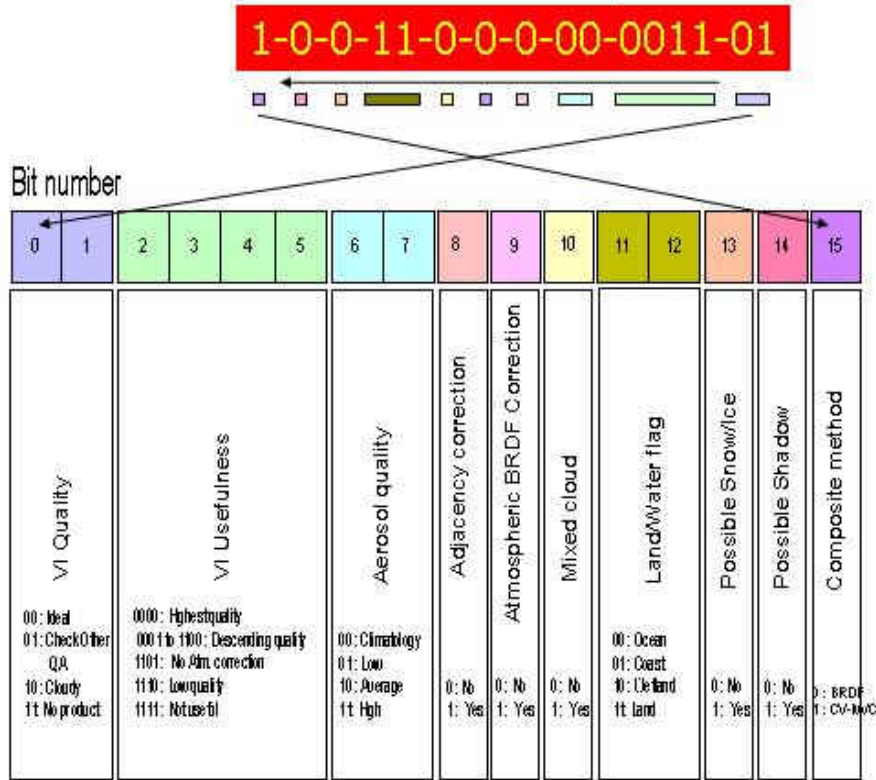 1-0-0-11-0-0-0-00-0011-01
Bit number
0 1 2 3 4 5 6 7 8 9 10 11 12 13 14 15
VI Quality
00: Ideal
01: Check Other
QA
10: Cloudy
11: No product
VI Usefulness
0000: Highest quality
0001 to 1100: Descending quality
1101: No Atm. correction
1110: Low quality
1111: Not useful
Aerosol quality
00: Climatology
01: Low
10: Average
11: High
Adjacency correction
0: No
1: Yes
Atmospheric BRDF Correction
0: No
1: Yes
Mixed cloud
0: No
1: Yes
Land/Water flag
00: Ocean
01: Coast
10: Wetland
11: Land
Possible Snow/Ice
0: No
1: Yes
Possible Shadow
0: No
1: Yes
Composite method
0: BRDF
1: CV-MVC